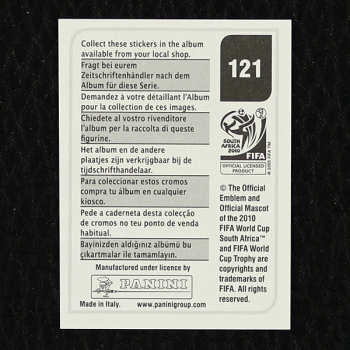 Collect these stickers in the album
available from your local shop.
Fragt bei eurem
Zeitschriftenhändler nach dem
Album für diese Serie.
Demandez à votre détaillant l'Album
pour la collection de ces images.
Chiedete al vostro rivenditore
l'album per la raccolta di queste
figurine.
Het album en de andere
plaatjes zijn verkrijgbaar bij de
tijdschrifthandelaar.
Para coleccionar estos cromos
compra tu álbum en cualquier
kiosco.
Pede a caderneta desta colecção
de cromos no teu ponto de venda
habitual.
Bayinizden aldığınız albümü bu
çıkartmalar ile tamamlayın.
Manufactured under licence by
PANINI
Made in Italy. www.paninigroup.com
121
SOUTH
AFRICA
2010
FIFA
OFFICIAL LICENSED
PRODUCT
© 2005 FIFA TM
© The Official
Emblem and
Official Mascot
of the 2010
FIFA World Cup
South Africa™
and FIFA World
Cup Trophy are
copyrights and
trademarks of
FIFA. All rights
reserved.